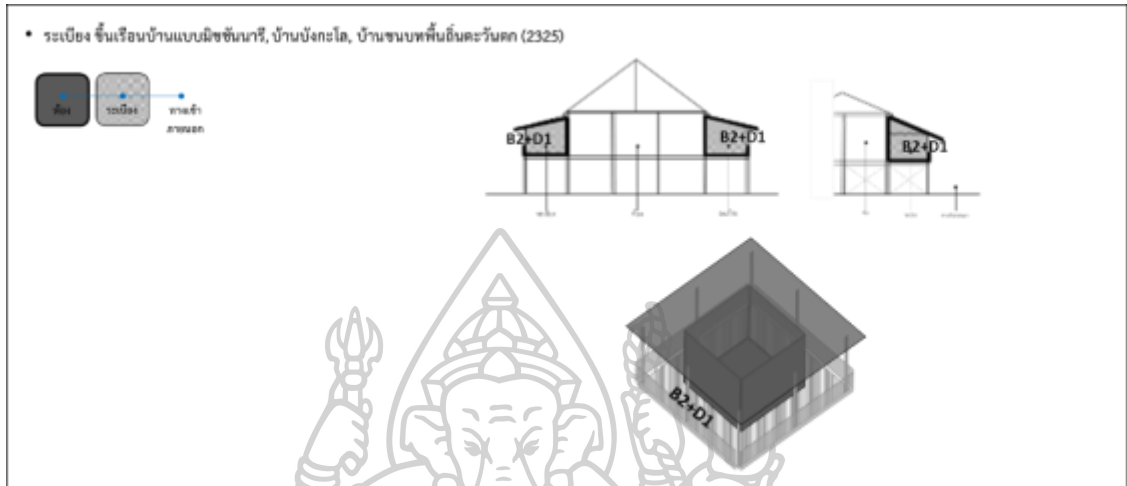 • ระเบียง ขึ้นเรือนบ้านแบบมิชชันนารี, บ้านบังกะโล, บ้านชนบทพื้นถิ่นตะวันตก (2325)
ห้อง
ระเบียง
ทางเข้า
ภายนอก
B2+D1
B2+D1
B2+D1
B2+D1